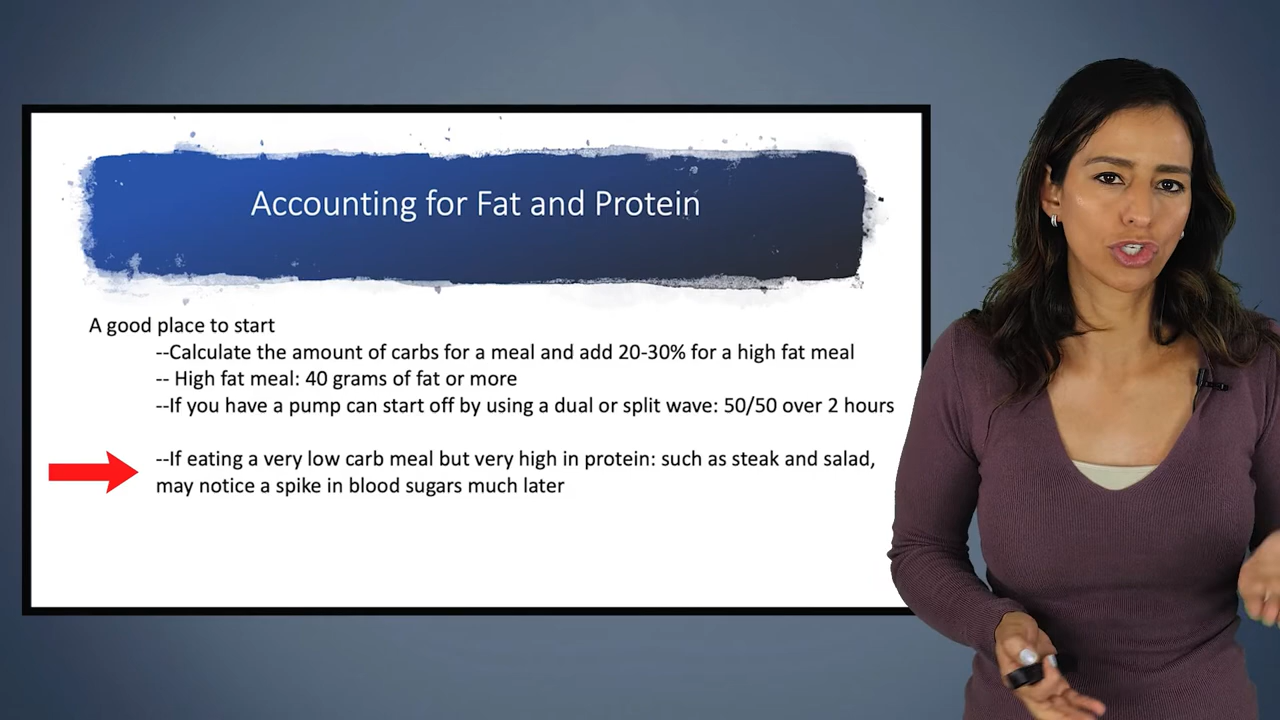 Accounting for Fat and Protein
A good place to start
--Calculate the amount of carbs for a meal and add 20-30% for a high fat meal
-- High fat meal: 40 grams of fat or more
--If you have a pump can start off by using a dual or split wave: 50/50 over 2 hours
--If eating a very low carb meal but very high in protein: such as steak and salad,
may notice a spike in blood sugars much later